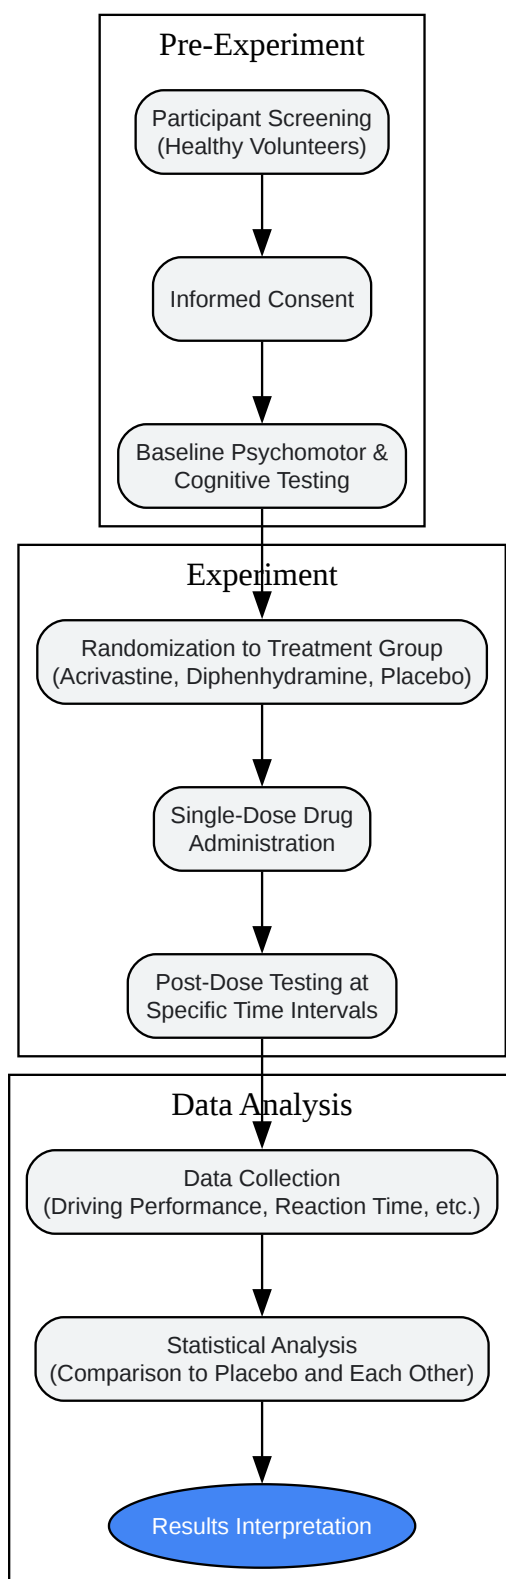 Pre-Experiment
Participant Screening
(Healthy Volunteers)
Informed Consent
Baseline Psychomotor &
Cognitive Testing
Experiment
Randomization to Treatment Group
(Acrivastine, Diphenhydramine, Placebo)
Single-Dose Drug
Administration
Post-Dose Testing at
Specific Time Intervals
Data Analysis
Data Collection
(Driving Performance, Reaction Time, etc.)
Statistical Analysis
(Comparison to Placebo and Each Other)
Results Interpretation